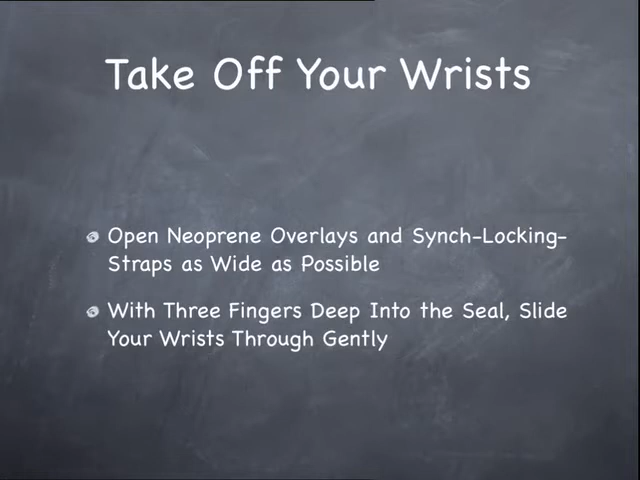 Take Off Your Wrists
Open Neoprene Overlays and Synch-Locking-
Straps as Wide as Possible
With Three Fingers Deep Into the Seal, Slide
Your Wrists Through Gently